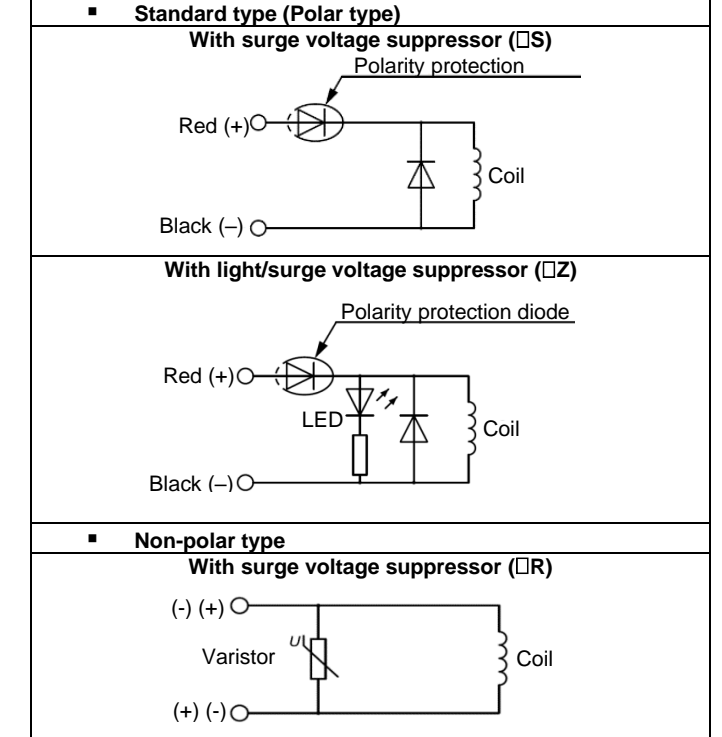 ▪ Standard type (Polar type)
With surge voltage suppressor (□S)
Polarity protection
Red (+)
Coil
Black (–)
With light/surge voltage suppressor (□Z)
Polarity protection diode
Red (+)
LED
Coil
Black (–)
▪ Non-polar type
With surge voltage suppressor (□R)
(-) (+)
U
Varistor
Coil
(+) (-)